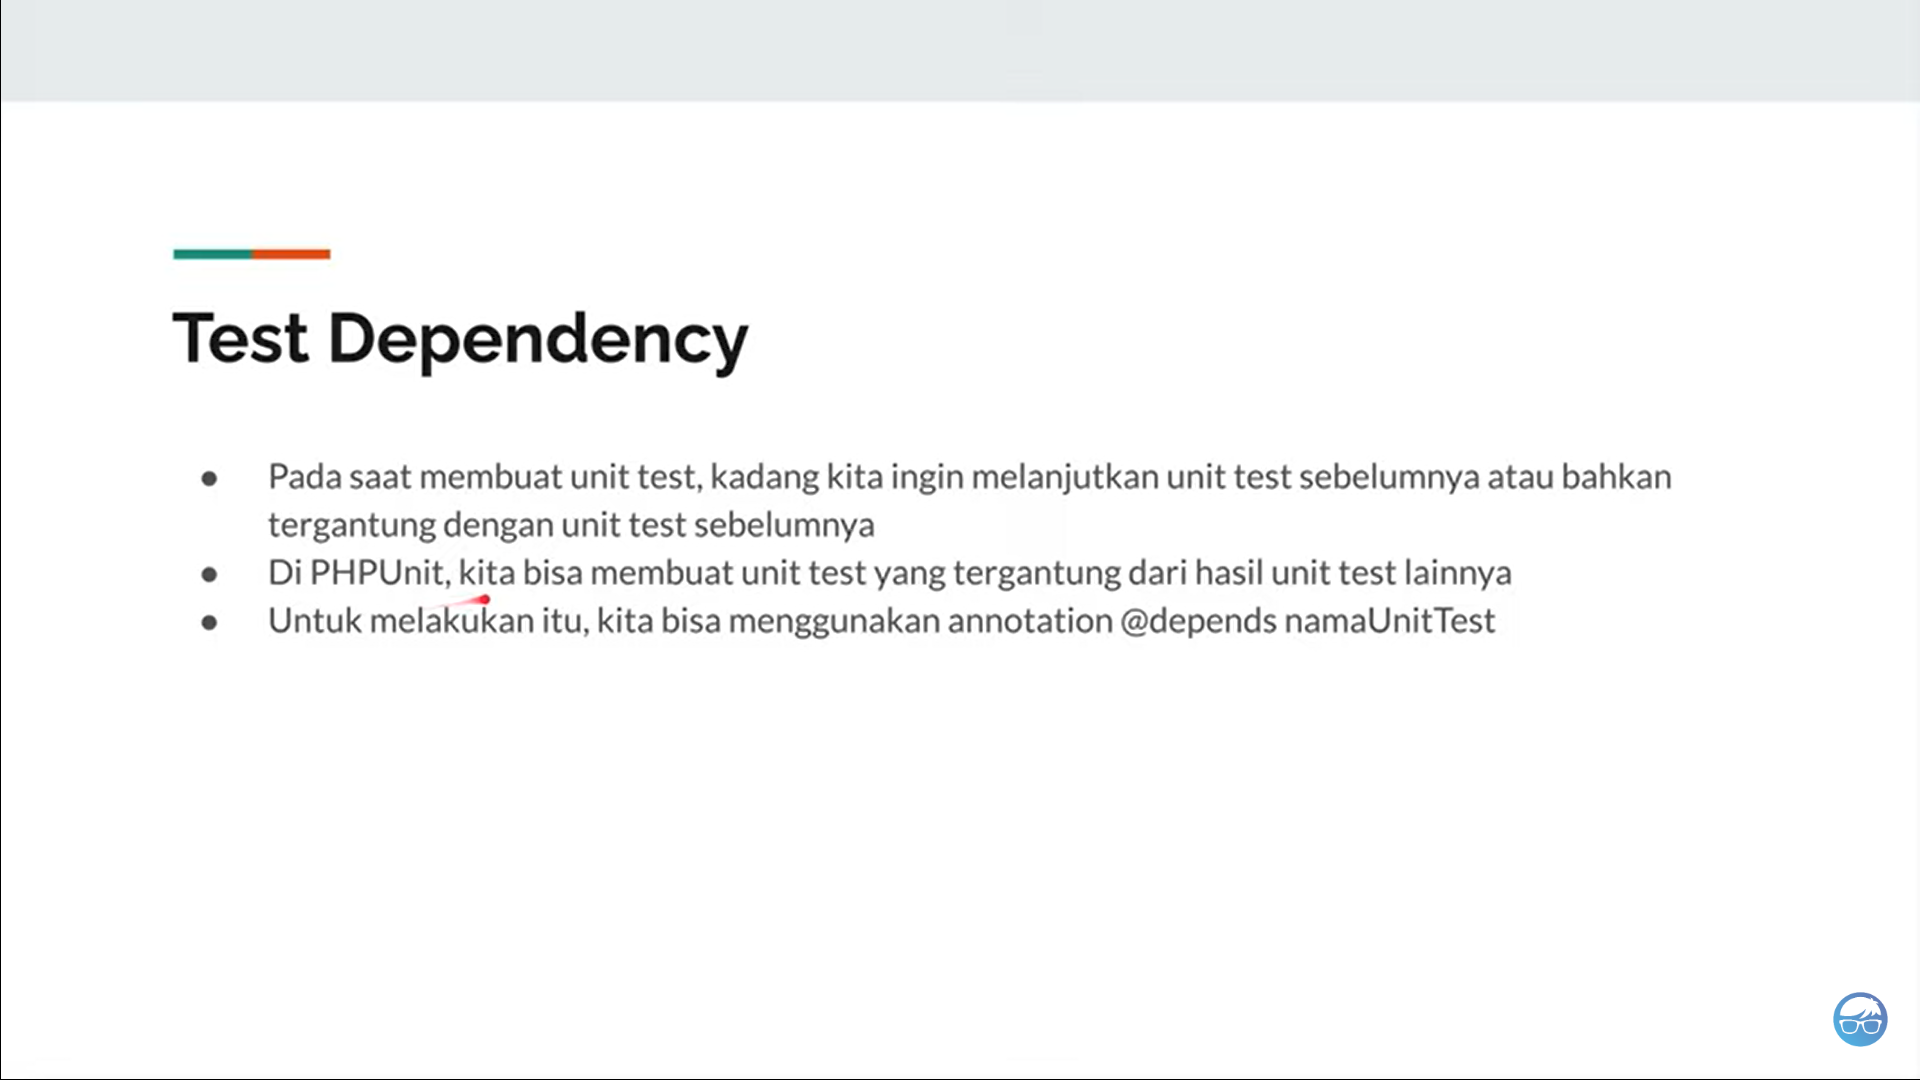 Test Dependency
● Pada saat membuat unit test, kadang kita ingin melanjutkan unit test sebelumnya atau bahkan
tergantung dengan unit test sebelumnya
● Di PHPUnit, kita bisa membuat unit test yang tergantung dari hasil unit test lainnya
● Untuk melakukan itu, kita bisa menggunakan annotation @depends namaUnitTest